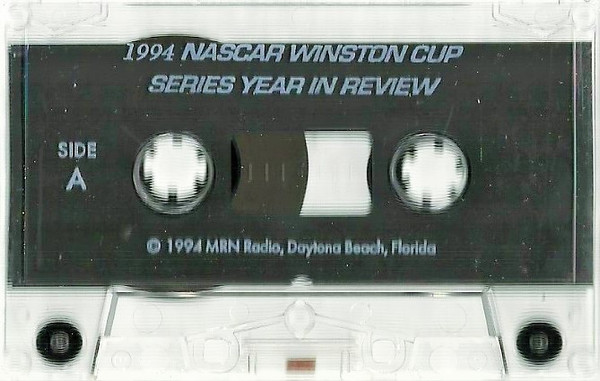 1994 NASCAR WINSTON CUP
SERIES YEAR IN REVIEW
SIDE
A
© 1994 MRN Radio, Daytona Beach, Florida